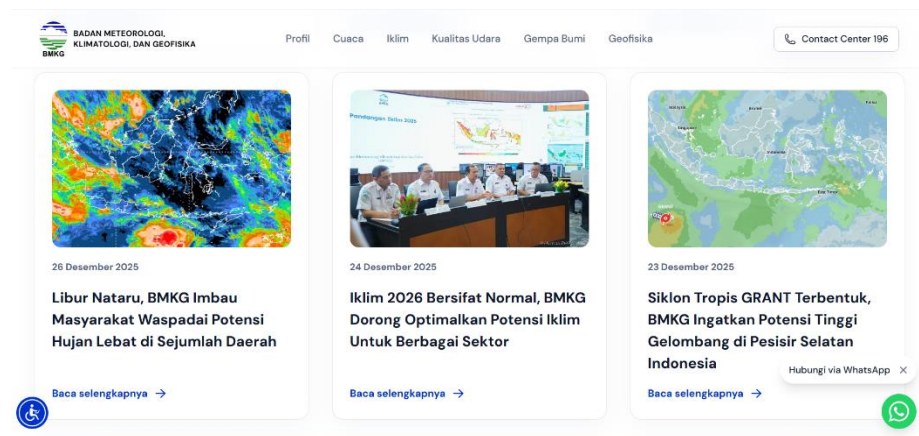 BADAN METEOROLOGI,
KLIMATOLOGI, DAN GEOFISIKA
BMKG
Profil
Cuaca
Iklim
Kualitas Udara
Gempa Bumi
Geofisika
Contact Center 196
26 Desember 2025
Libur Nataru, BMKG Imbau
Masyarakat Waspadai Potensi
Hujan Lebat di Sejumlah Daerah
Baca selengkapnya →
Pandangan Iklim 2025
24 Desember 2025
Iklim 2026 Bersifat Normal, BMKG
Dorong Optimalkan Potensi Iklim
Untuk Berbagai Sektor
Baca selengkapnya →
23 Desember 2025
Siklon Tropis GRANT Terbentuk,
BMKG Ingatkan Potensi Tinggi
Gelombang di Pesisir Selatan
Indonesia
Baca selengkapnya →
Hubungi via WhatsApp